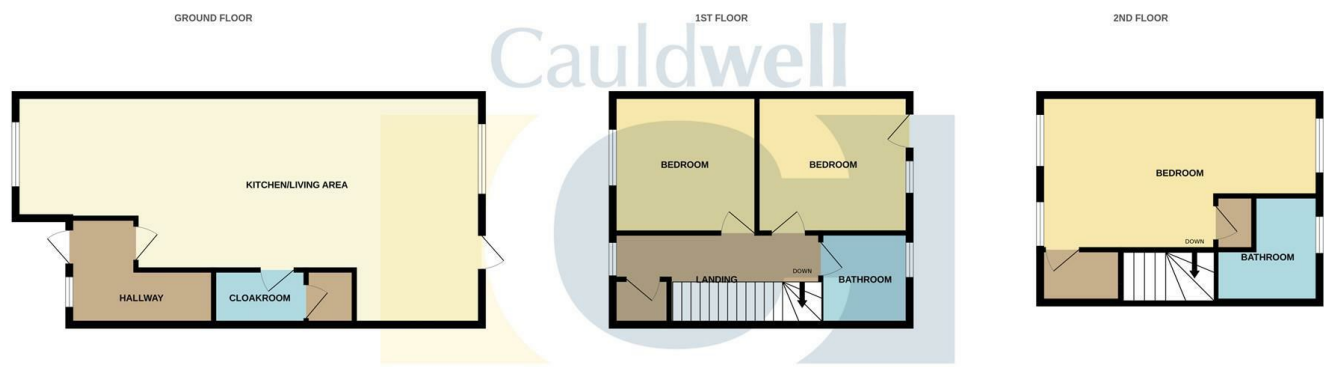 GROUND FLOOR
1ST FLOOR
2ND FLOOR
Cauldwell
KITCHEN/LIVING AREA
HALLWAY
CLOAKROOM
BEDROOM
BEDROOM
LANDING
DOWN
BATHROOM
BEDROOM
DOWN
BATHROOM